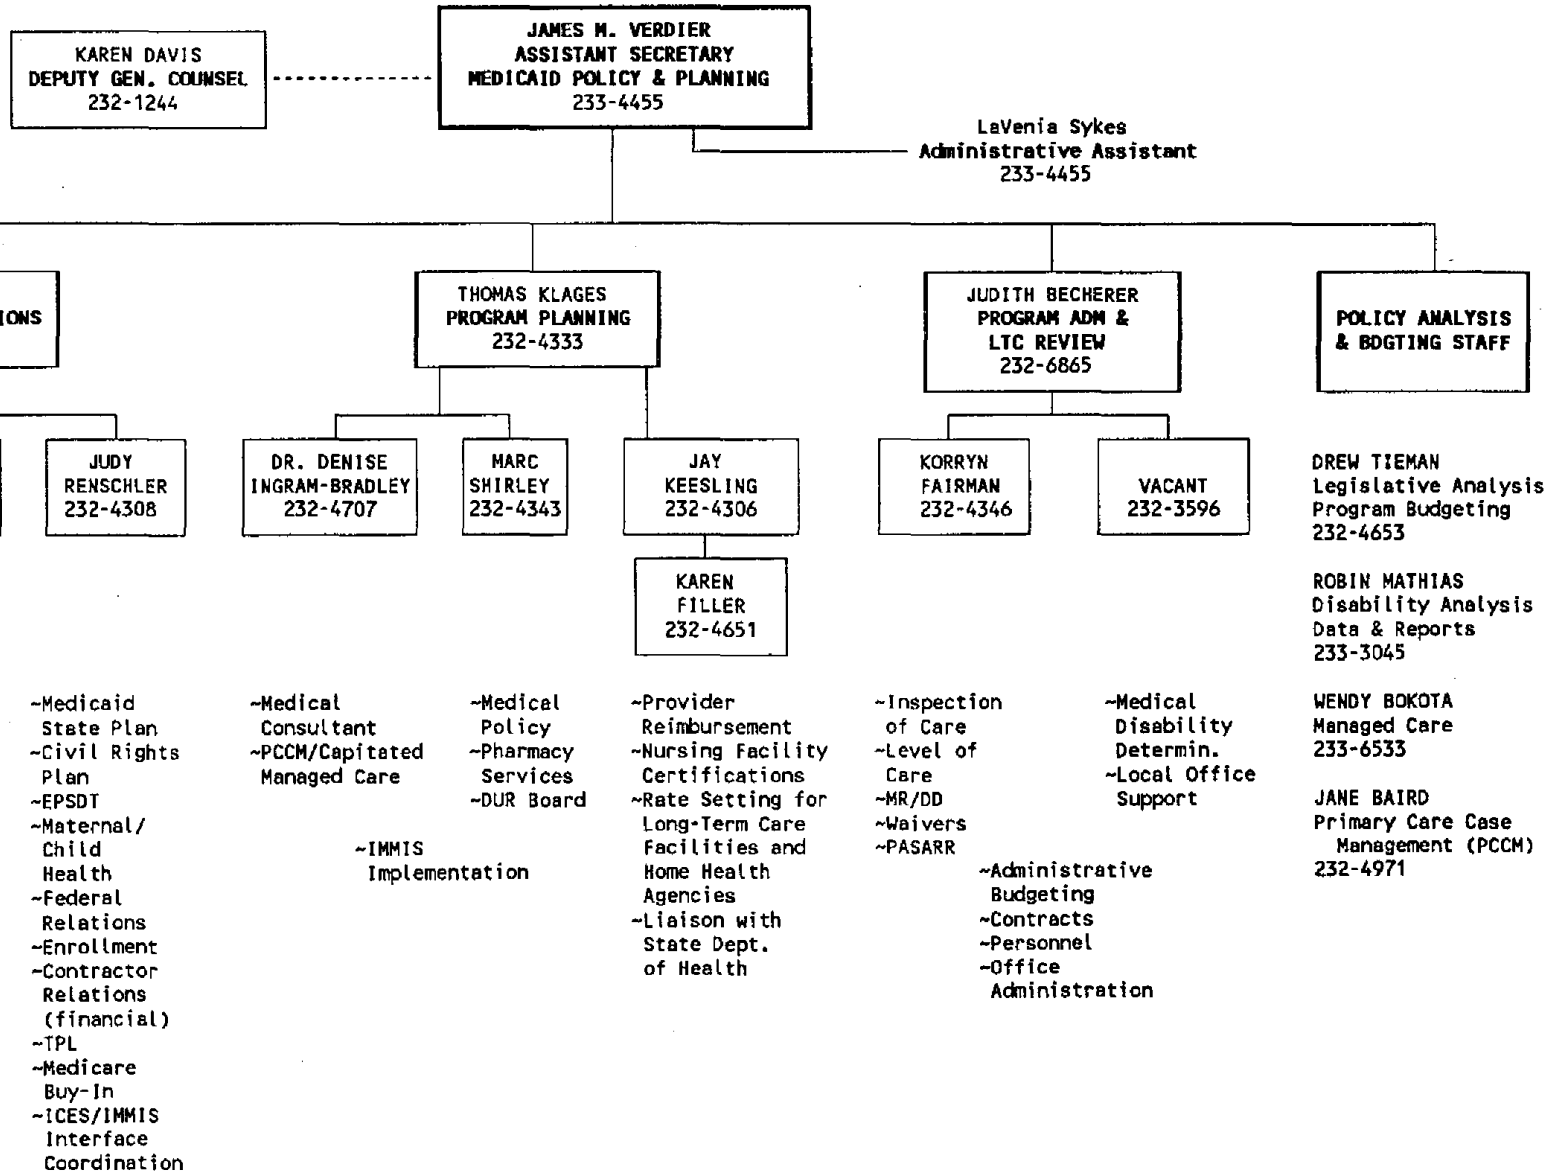 KAREN DAVIS
DEPUTY GEN. COUNSEL
232-1244
JAMES M. VERDIER
ASSISTANT SECRETARY
MEDICAID POLICY & PLANNING
233-4455
LaVenia Sykes
Administrative Assistant
233-4455
IONS
THOMAS KLAGES
PROGRAM PLANNING
232-4333
JUDITH BECHERER
PROGRAM ADM &
LTC REVIEW
232-6865
POLICY ANALYSIS
& BDGTING STAFF
JUDY
RENSCHLER
232-4308
DR. DENISE
INGRAM-BRADLEY
232-4707
MARC
SHIRLEY
232-4343
JAY
KEESLING
232-4306
KAREN
FILLER
232-4651
KORRYN
FAIRMAN
232-4346
VACANT
232-3596
DREW TIEMAN
Legislative Analysis
Program Budgeting
232-4653
ROBIN MATHIAS
Disability Analysis
Data & Reports
233-3045
WENDY BOKOTA
Managed Care
233-6533
JANE BAIRD
Primary Care Case
Management (PCCM)
232-4971
~Medicaid
State Plan
~Civil Rights
Plan
~EPSDT
~Maternal/
Child
Health
~Federal
Relations
~Enrollment
~Contractor
Relations
(financial)
~TPL
~Medicare
Buy-In
~ICES/IMMIS
Interface
Coordination
~Medical
Consultant
~PCCM/Capitated
Managed Care
~Medical
Policy
~Pharmacy
Services
~DUR Board
~IMMIS
Implementation
~Provider
Reimbursement
~Nursing Facility
Certifications
~Rate Setting for
Long-Term Care
Facilities and
Home Health
Agencies
~Liaison with
State Dept.
of Health
~Inspection
of Care
~Level of
Care
~MR/DD
~Waivers
~PASARR
~Medical
Disability
Determin.
~Local Office
Support
~Administrative
Budgeting
~Contracts
~Personnel
~Office
Administration